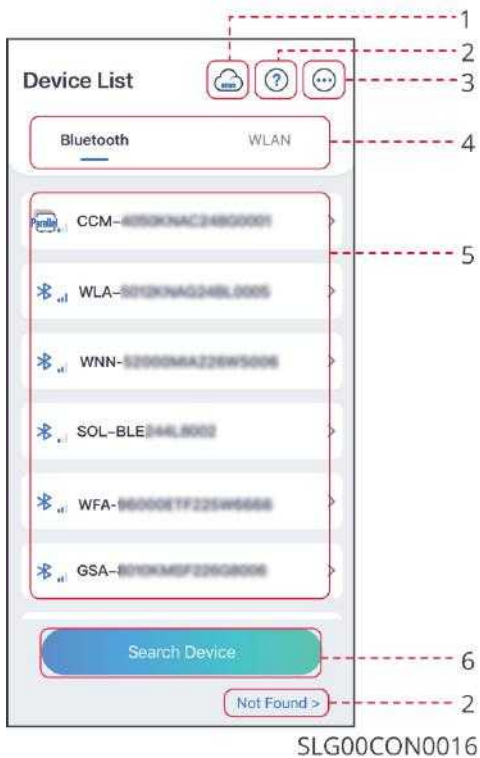 1
2
Device List
3
Bluetooth WLAN
4
Parallel CCM-
5
WLA-
WNN-
SOL-BLE
WFA-
GSA-
Search Device
6
Not Found >
2
SLG00CON0016